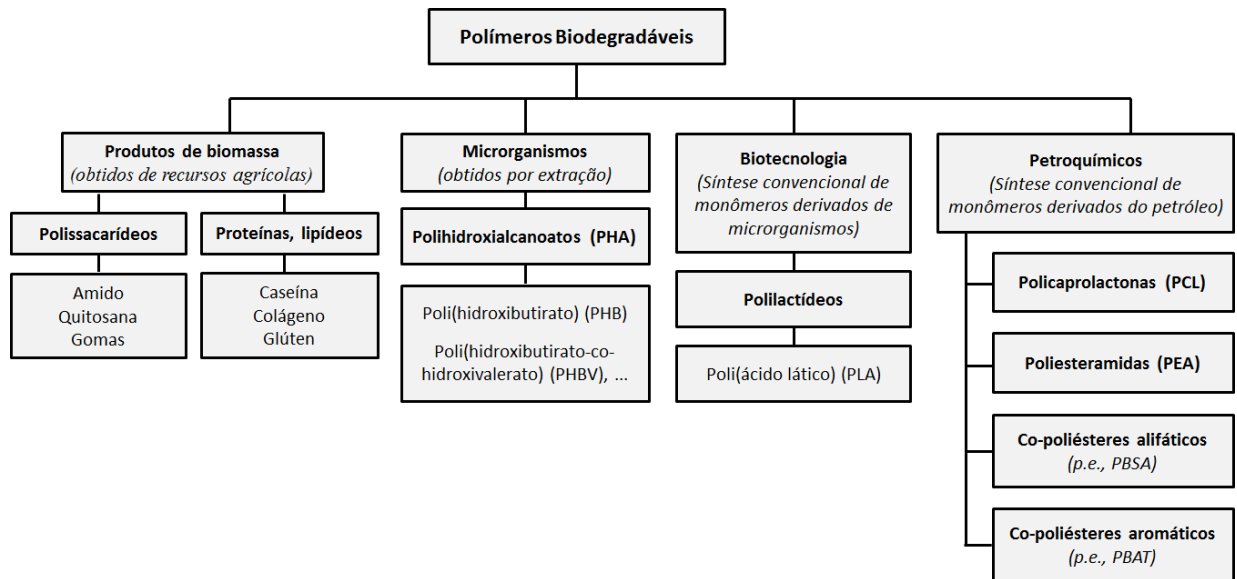 Polímeros Biodegradáveis
Produtos de biomassa
(obtidos de recursos agrícolas)
Polissacarídeos
Amido
Quitosana
Gomas
Proteínas, lipídeos
Caseína
Colágeno
Glúten
Microrganismos
(obtidos por extração)
Polihidroxialcanoatos (PHA)
Poli(hidroxibutirato) (PHB)
Poli(hidroxibutirato-co-
hidroxivalerato) (PHBV), ...
Biotecnologia
(Síntese convencional de
monômeros derivados de
microrganismos)
Polilactídeos
Poli(ácido lático) (PLA)
Petroquímicos
(Síntese convencional de
monômeros derivados do petróleo)
Policaprolactonas (PCL)
Poliesteramidas (PEA)
Co-poliésteres alifáticos
(p.e., PBSA)
Co-poliésteres aromáticos
(p.e., PBAT)